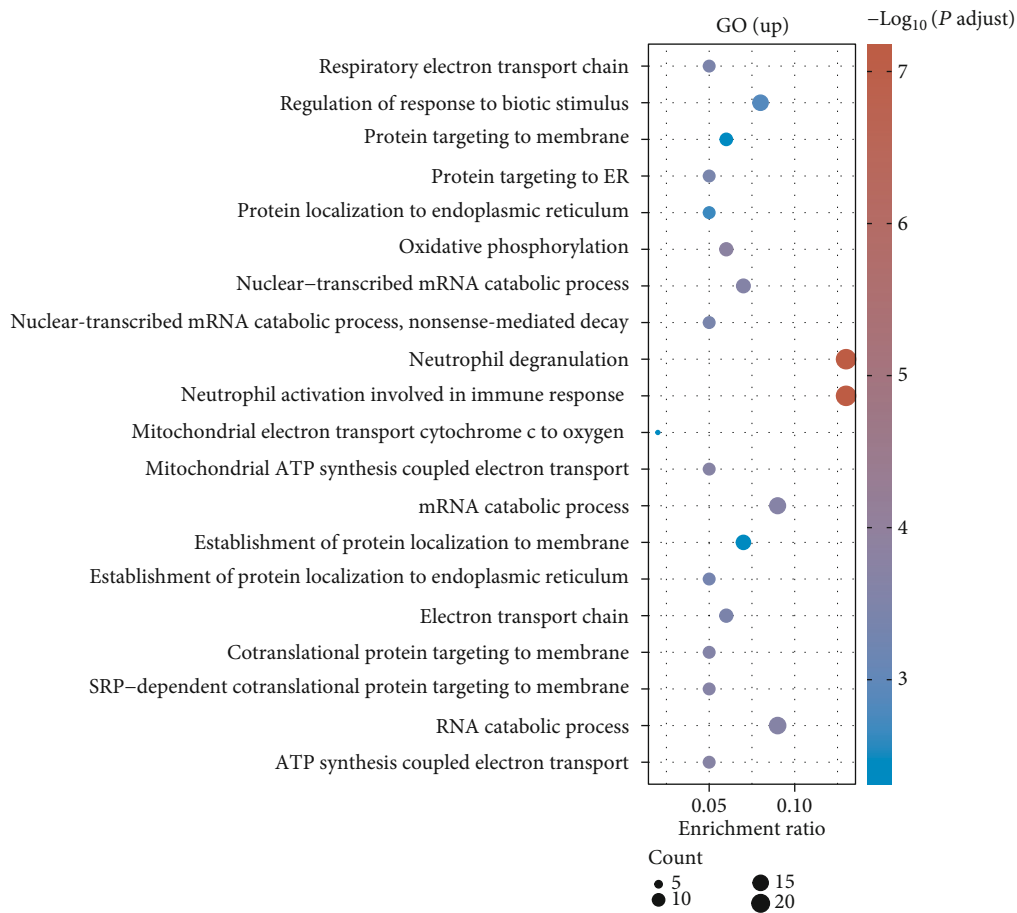 GO (up)
−Log10 (P adjust)
Respiratory electron transport chain
Regulation of response to biotic stimulus
Protein targeting to membrane
Protein targeting to ER
Protein localization to endoplasmic reticulum
Oxidative phosphorylation
Nuclear−transcribed mRNA catabolic process
Nuclear-transcribed mRNA catabolic process, nonsense-mediated decay
Neutrophil degranulation
Neutrophil activation involved in immune response
Mitochondrial electron transport cytochrome c to oxygen
Mitochondrial ATP synthesis coupled electron transport
mRNA catabolic process
Establishment of protein localization to membrane
Establishment of protein localization to endoplasmic reticulum
Electron transport chain
Cotranslational protein targeting to membrane
SRP−dependent cotranslational protein targeting to membrane
RNA catabolic process
ATP synthesis coupled electron transport
7
6
5
4
3
0.05 0.10
Enrichment ratio
Count
5 15
10 20